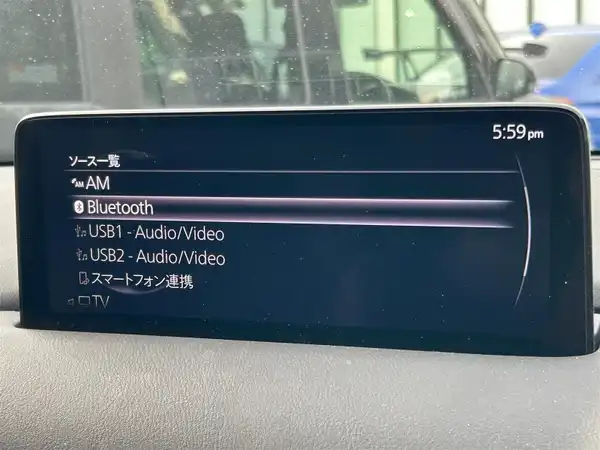 5:59pm
ソース一覧
AM AM
Bluetooth
USB1 - Audio/Video
USB2 - Audio/Video
スマートフォン連携
TV